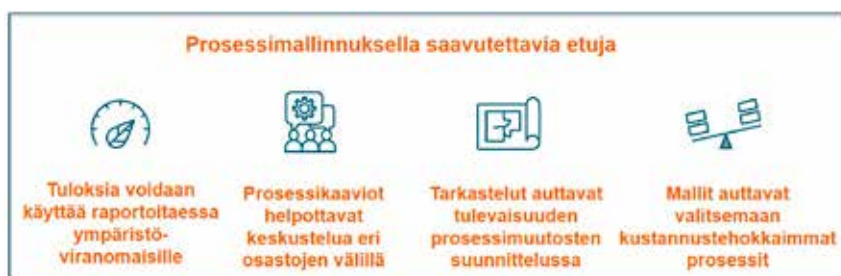 Prosessimallinnuksella saavutettavia etuja
Tuloksia voidaan
käyttää raportoitaessa
ympäristö-
viranomaisille
Prosessikaaviot
helpottavat
keskustelua eri
osastojen välillä
Tarkastelut auttavat
tulevaisuuden
prosessimuutosten
suunnittelussa
Mallit auttavat
valitsemaan
kustannustehokkaimmat
prosessit